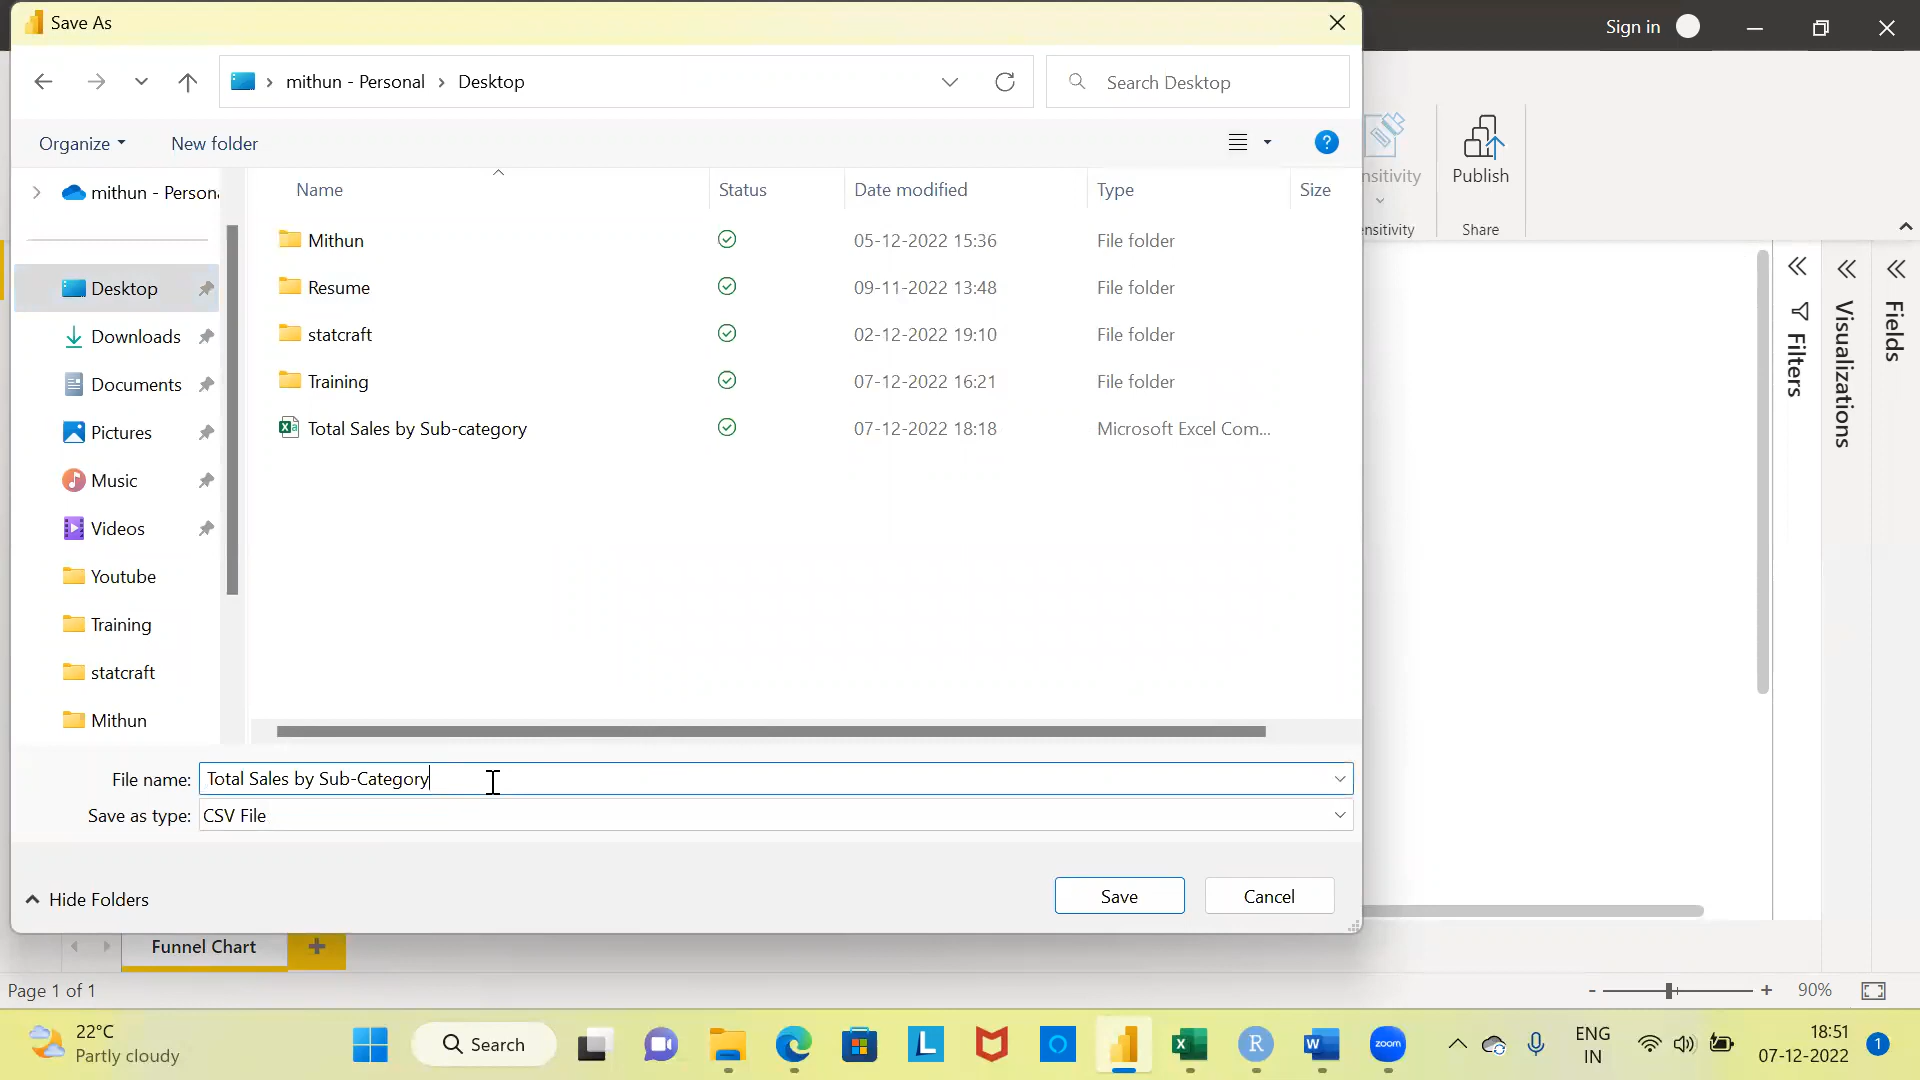 Save As
Sign in
mithun - Personal > Desktop
Search Desktop
Organize
New folder
?
nsitivity
Publish
ensitivity
Share
mithun - Person
Name
Status
Date modified
Type
Size
Mithun
05-12-2022 15:36
File folder
Resume
09-11-2022 13:48
File folder
statcraft
02-12-2022 19:10
File folder
Training
07-12-2022 16:21
File folder
Total Sales by Sub-category
07-12-2022 18:18
Microsoft Excel Com...
Desktop
Downloads
Documents
Pictures
Music
Videos
Youtube
Training
statcraft
Mithun
Filters
Visualizations
Fields
File name: Total Sales by Sub-Category
Save as type: CSV File
Hide Folders
Save
Cancel
Funnel Chart
+
Page 1 of 1
- + 90%
22°C
Partly cloudy
Search
L
X
R
W
zoom
ENG
IN
18:51
07-12-2022
1